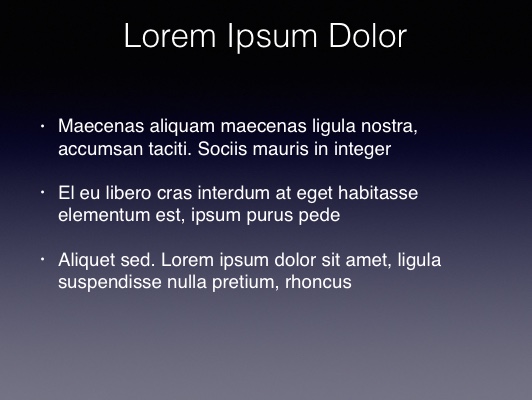 Lorem Ipsum Dolor
• Maecenas aliquam maecenas ligula nostra,
accumsan taciti. Sociis mauris in integer
• El eu libero cras interdum at eget habitasse
elementum est, ipsum purus pede
• Aliquet sed. Lorem ipsum dolor sit amet, ligula
suspendisse nulla pretium, rhoncus